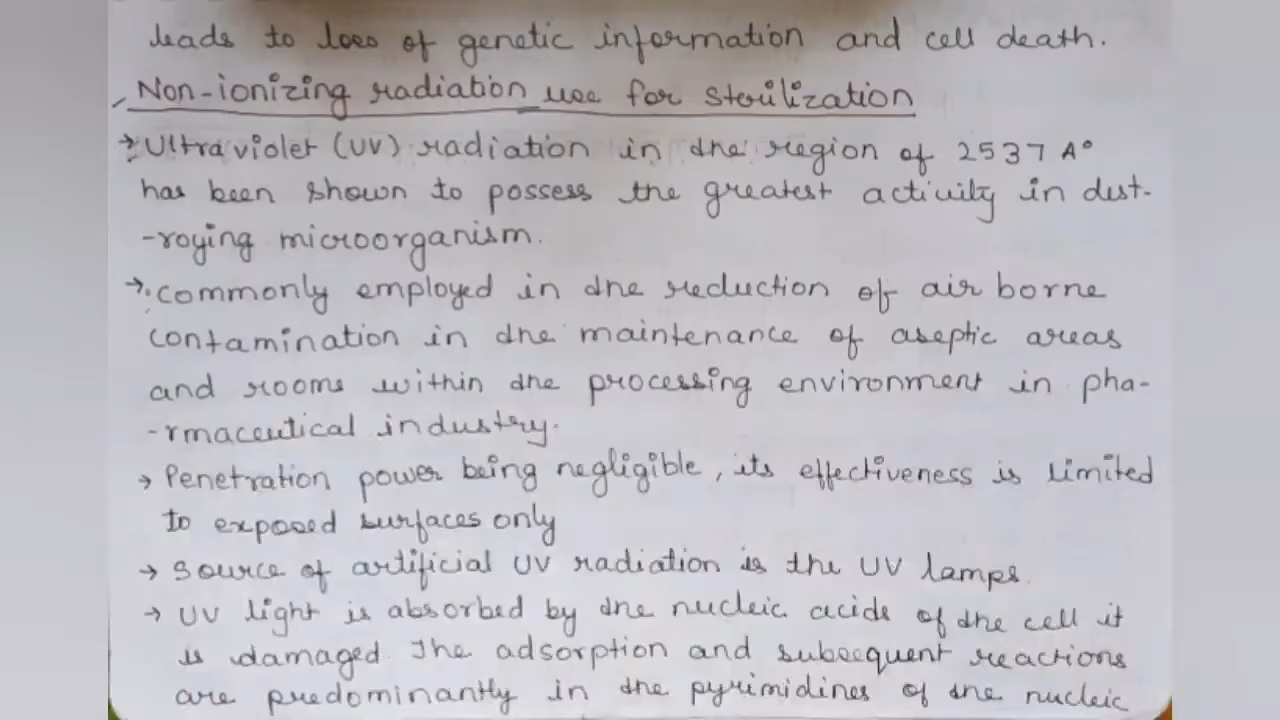 leads to loss of genetic information and cell death.
Non-ionizing radiation use for sterilization
→ Ultra violet (UV) radiation in the region of 2537 A°
has been shown to possess the greatest activity in dest-
-roying microorganism.
→ commonly employed in the reduction of air borne
contamination in the maintenance of aseptic areas
and rooms within the processing environment in pha-
-rmaceutical industry.
→ Penetration power being negligible, its effectiveness is limited
to exposed surfaces only
→ source of artificial UV radiation is the UV lamps.
→ UV light is absorbed by the nucleic acids of the cell it
is damaged. The adsorption and subsequent reactions
are predominantly in the pyrimidines of the nucleic